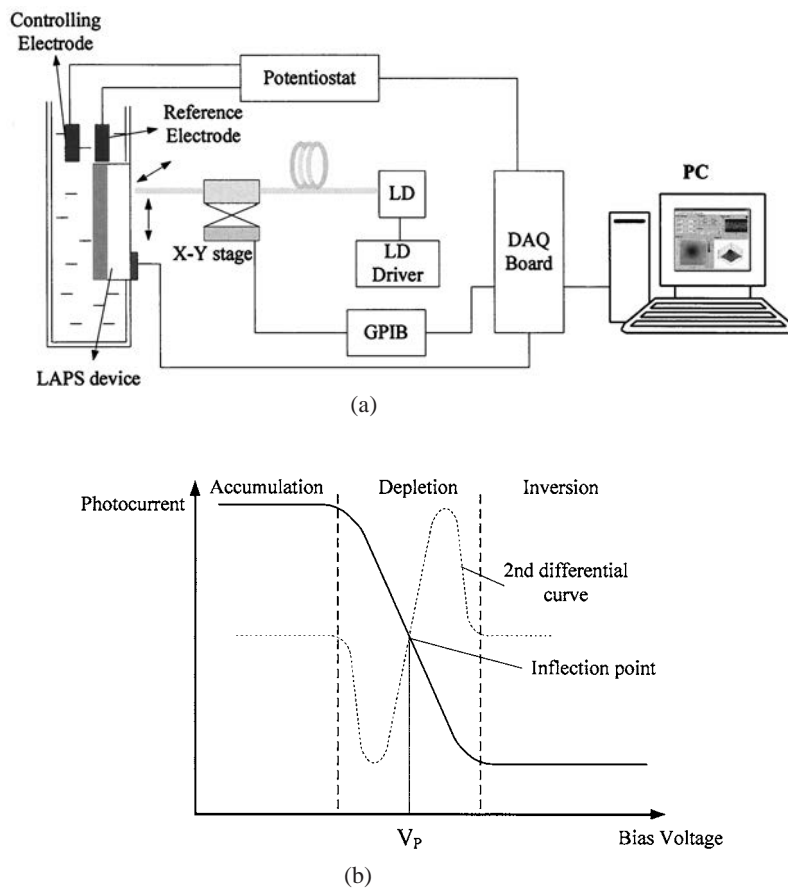 Controlling
Electrode
Potentiostat
Reference
Electrode
PC
LD
X-Y stage
LD
Driver
DAQ
Board
GPIB
LAPS device
(a)
Accumulation
Depletion
Inversion
Photocurrent
2nd differential
curve
Inflection point
V_P
Bias Voltage
(b)